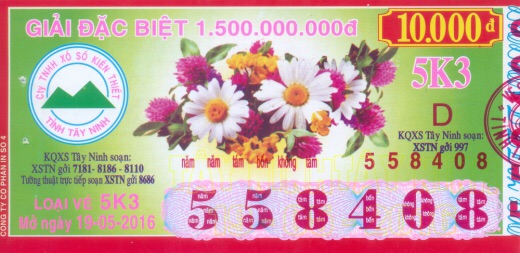 GIẢI ĐẶC BIỆT 1.500.000.000đ
10.000đ
CTY TNHH XỔ SỐ KIẾN THIẾT
TỈNH TÂY NINH
5K3
D
KQXS Tây Ninh soạn:
XSTN gởi 997
KQXS Tây Ninh soạn:
XSTN gởi 7181- 8186 - 8110
Tường thuật trực tiếp soạn XSTN gởi 8686
năm năm tám bốn không tám
558408
LOẠI VÉ 5K3
Mở ngày 19-05-2016
558408
CÔNG TY CỔ PHẦN IN SỐ 4